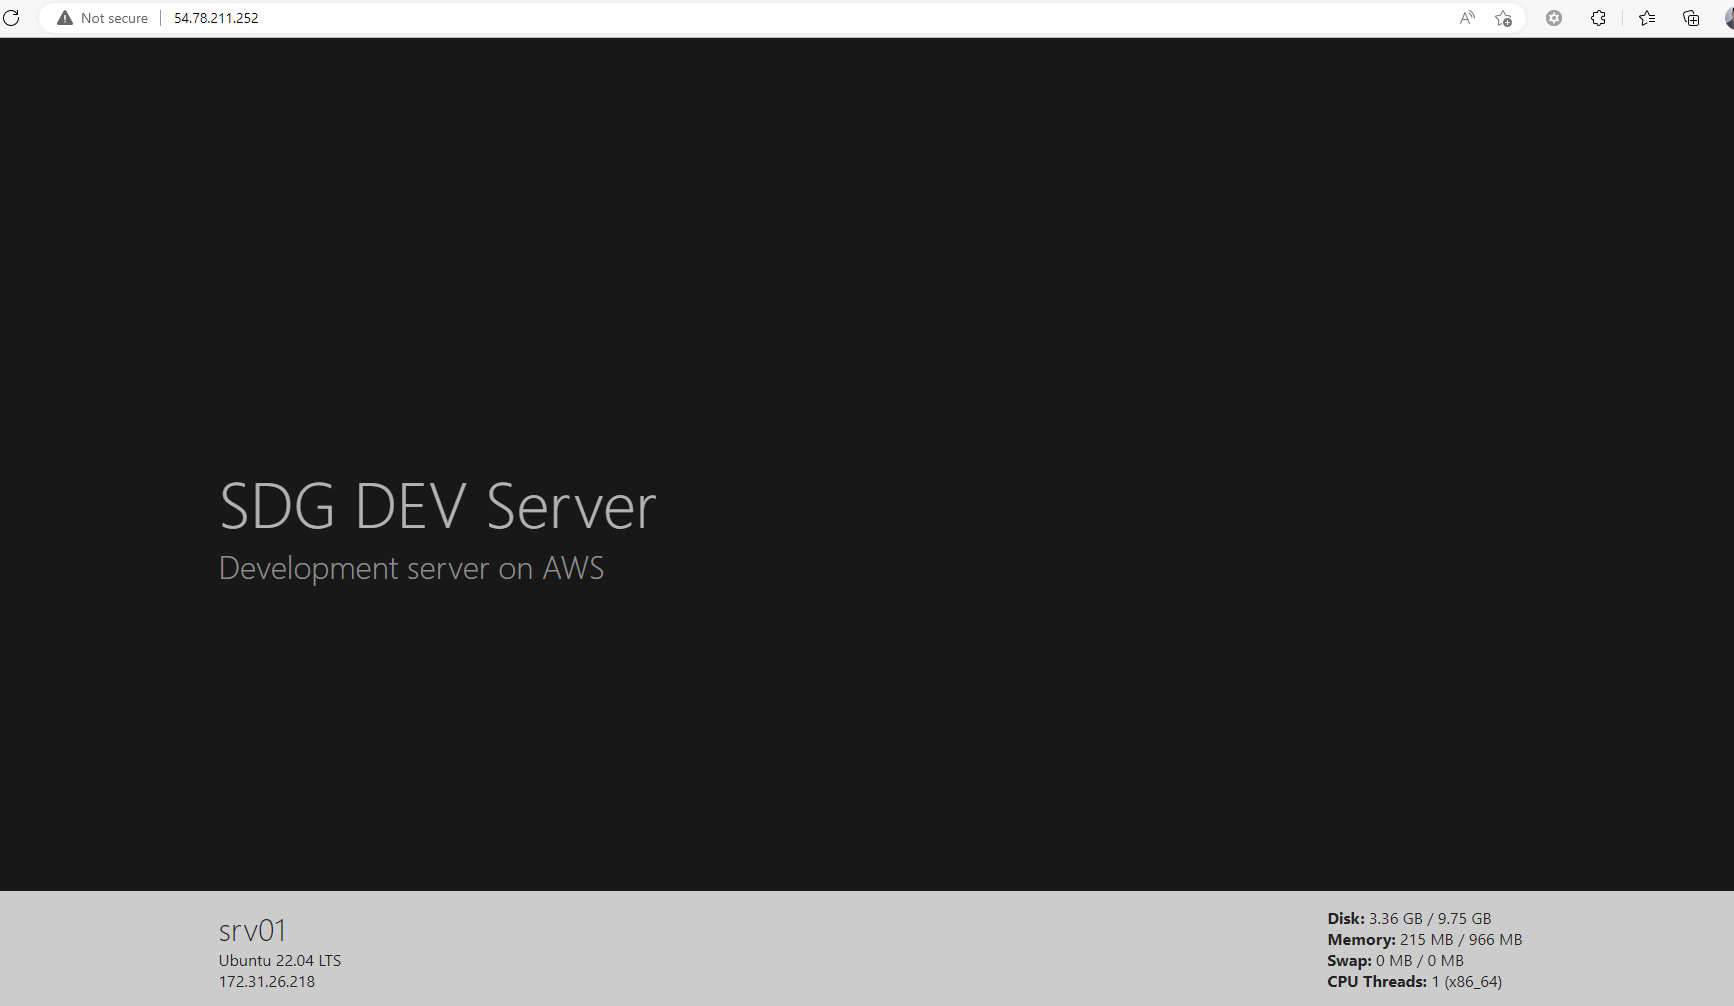 Not secure
54.78.211.252
SDG DEV Server
Development server on AWS
srv01
Ubuntu 22.04 LTS
172.31.26.218
Disk: 3.36 GB / 9.75 GB
Memory: 215 MB / 966 MB
Swap: 0 MB / 0 MB
CPU Threads: 1 (x86_64)